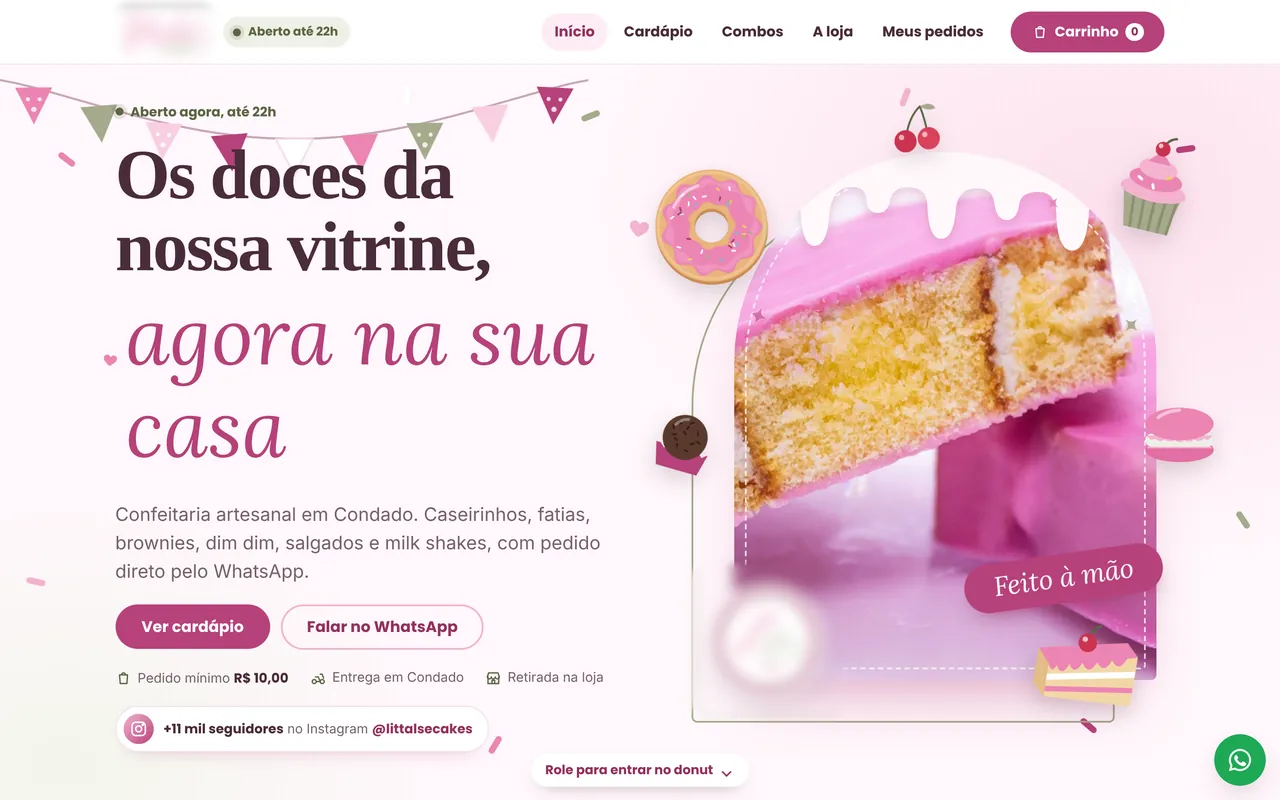 Aberto até 22h
Início
Cardápio
Combos
A loja
Meus pedidos
Carrinho 0
Aberto agora, até 22h
Os doces da
nossa vitrine,
agora na sua
casa
Confeitaria artesanal em Condado. Caseirinhos, fatias,
brownies, dim dim, salgados e milk shakes, com pedido
direto pelo WhatsApp.
Ver cardápio
Falar no WhatsApp
Pedido mínimo R$ 10,00
Entrega em Condado
Retirada na loja
+11 mil seguidores no Instagram @littalsecakes
Feito à mão
Role para entrar no donut